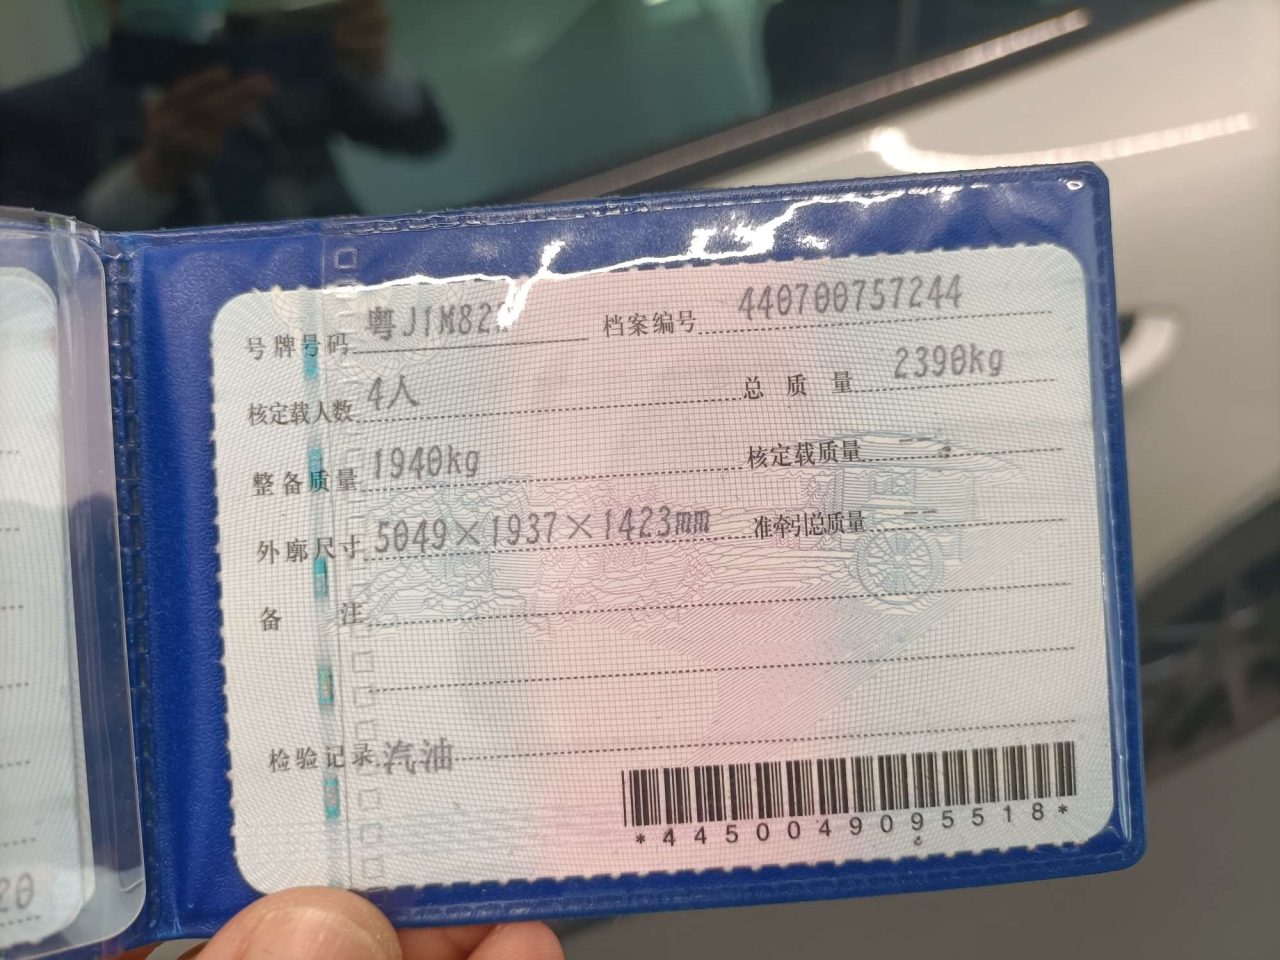 号牌号码 粤J1M82 档案编号 440700757244
核定载人数 4人 总质量 2390kg
整备质量 1940kg 核定载质量 --
外廓尺寸 5049×1937×1423mm 准牵引总质量 --
备注
检验记录 汽油
*4450049095518*
20